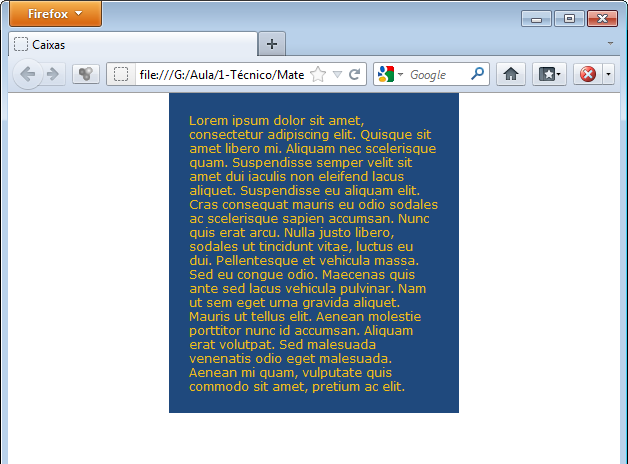 Firefox
Caixas
file:///G:/Aula/1-Técnico/Mate
Google
Lorem ipsum dolor sit amet,
consectetur adipiscing elit. Quisque sit
amet libero mi. Aliquam nec scelerisque
quam. Suspendisse semper velit sit
amet dui iaculis non eleifend lacus
aliquet. Suspendisse eu aliquam elit.
Cras consequat mauris eu odio sodales
ac scelerisque sapien accumsan. Nunc
quis erat arcu. Nulla justo libero,
sodales ut tincidunt vitae, luctus eu
dui. Pellentesque et vehicula massa.
Sed eu congue odio. Maecenas quis
ante sed lacus vehicula pulvinar. Nam
ut sem eget urna gravida aliquet.
Mauris ut tellus elit. Aenean molestie
porttitor nunc id accumsan. Aliquam
erat volutpat. Sed malesuada
venenatis odio eget malesuada.
Aenean mi quam, vulputate quis
commodo sit amet, pretium ac elit.